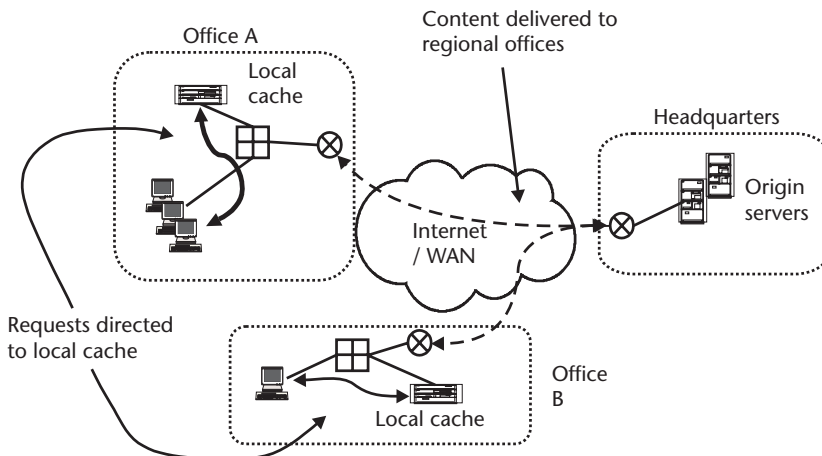 Content delivered to
regional offices
Office A
Local
cache
Headquarters
Origin
servers
Internet
/ WAN
Requests directed
to local cache
Office
B
Local cache